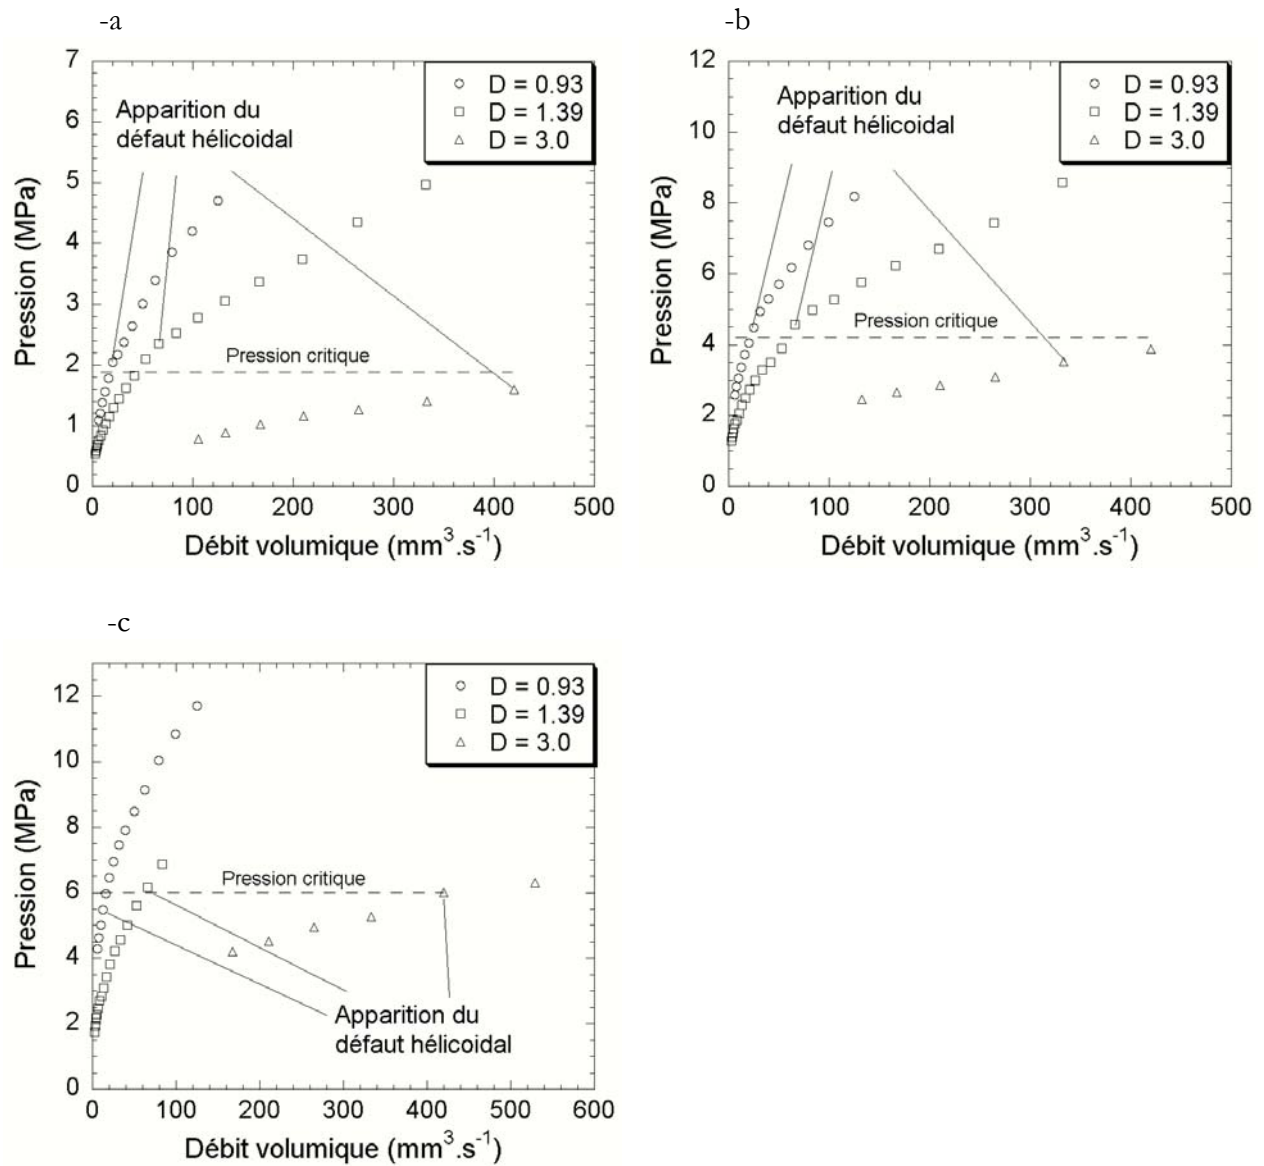 -a
7
6
5
4
3
2
1
0
Pression (MPa)
Apparition du
défaut hélicoidal
D = 0.93
D = 1.39
D = 3.0
Pression critique
0 100 200 300 400 500
Débit volumique (mm³.s⁻¹)
-b
12
10
8
6
4
2
0
Pression (MPa)
Apparition du
défaut hélicoidal
D = 0.93
D = 1.39
D = 3.0
Pression critique
0 100 200 300 400 500
Débit volumique (mm³.s⁻¹)
-c
12
10
8
6
4
2
0
Pression (MPa)
D = 0.93
D = 1.39
D = 3.0
Pression critique
Apparition du
défaut hélicoidal
0 100 200 300 400 500 600
Débit volumique (mm³.s⁻¹)